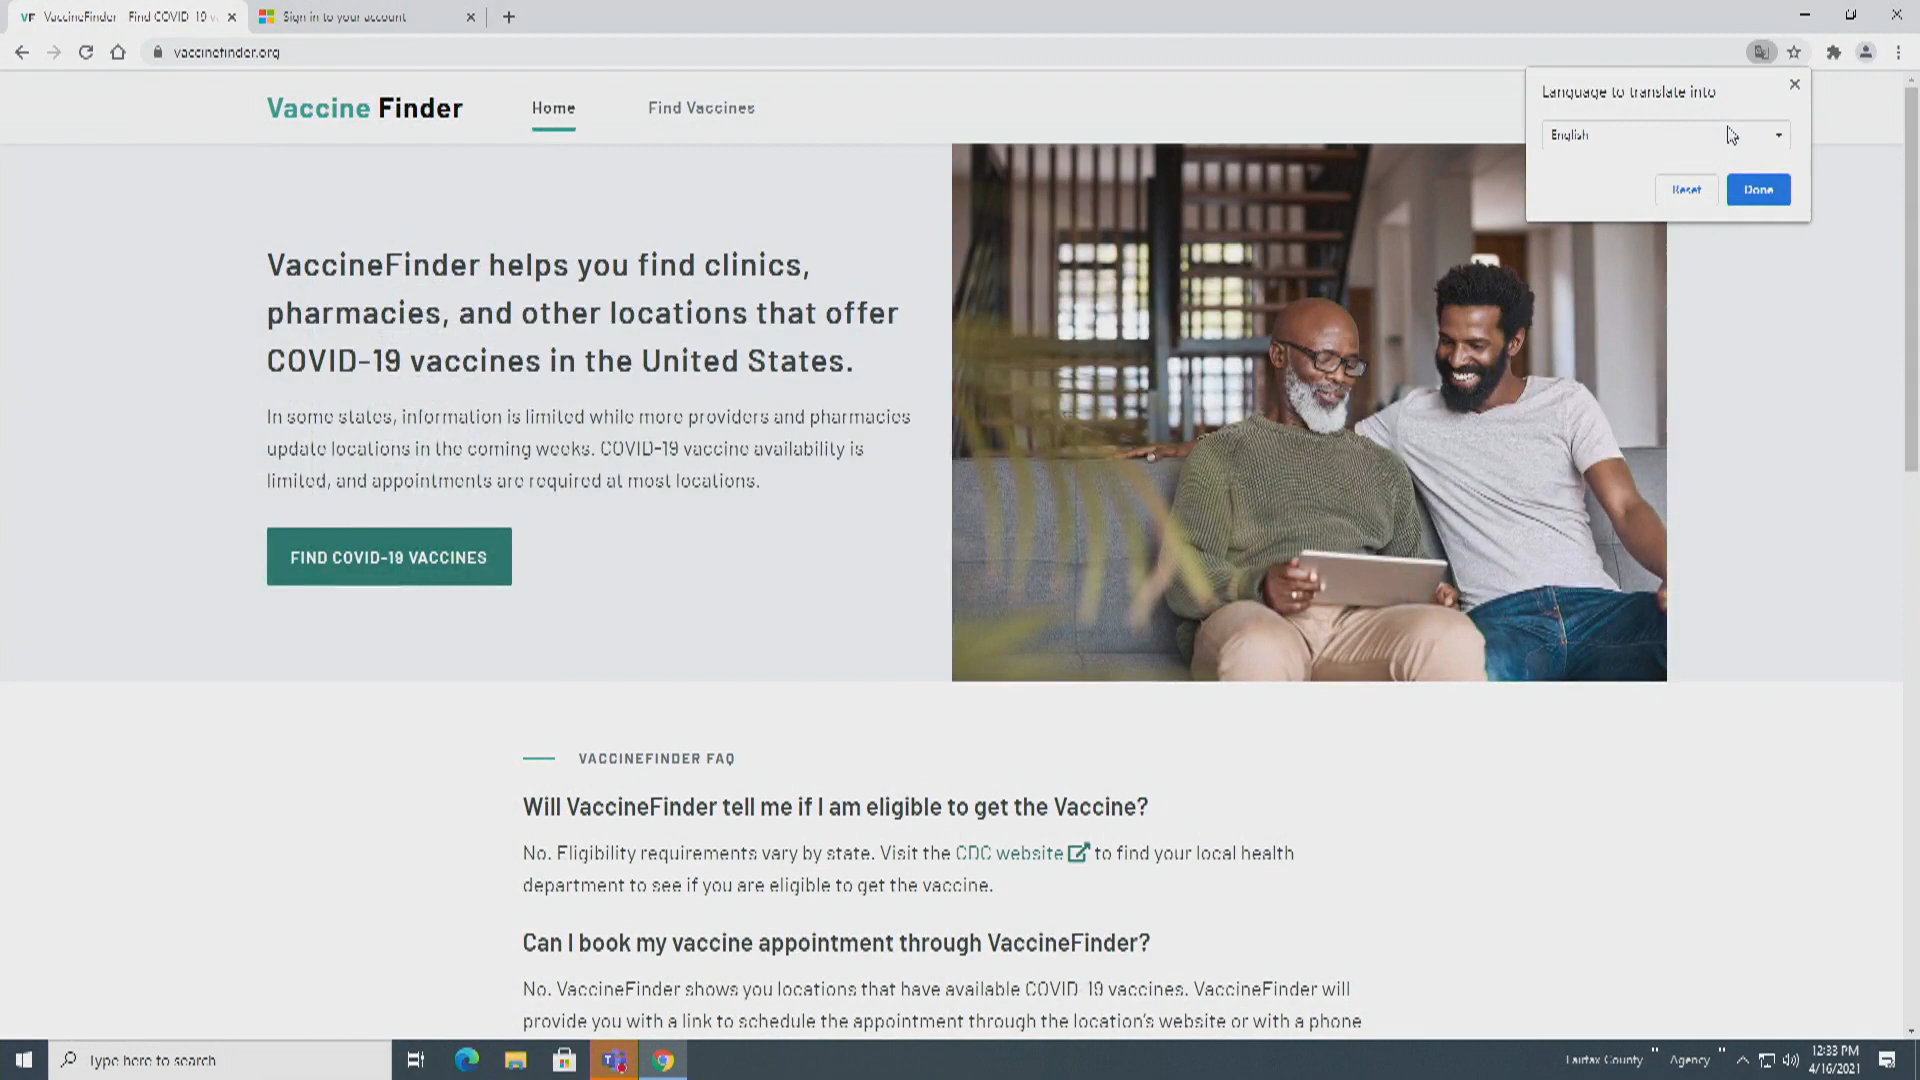 VF VaccineFinder Find COVID 19 v
Sign in to your account
vaccinefinder.org
Vaccine Finder
Home
Find Vaccines
Language to translate into
English
Reset
Done
VaccineFinder helps you find clinics,
pharmacies, and other locations that offer
COVID-19 vaccines in the United States.
In some states, information is limited while more providers and pharmacies
update locations in the coming weeks. COVID-19 vaccine availability is
limited, and appointments are required at most locations.
FIND COVID-19 VACCINES
VACCINEFINDER FAQ
Will VaccineFinder tell me if I am eligible to get the Vaccine?
No. Eligibility requirements vary by state. Visit the CDC website to find your local health
department to see if you are eligible to get the vaccine.
Can I book my vaccine appointment through VaccineFinder?
No. VaccineFinder shows you locations that have available COVID-19 vaccines. VaccineFinder will
provide you with a link to schedule the appointment through the location's website or with a phone
Type here to search
Fairfax County " Agency "
12:33 PM
4/16/2021